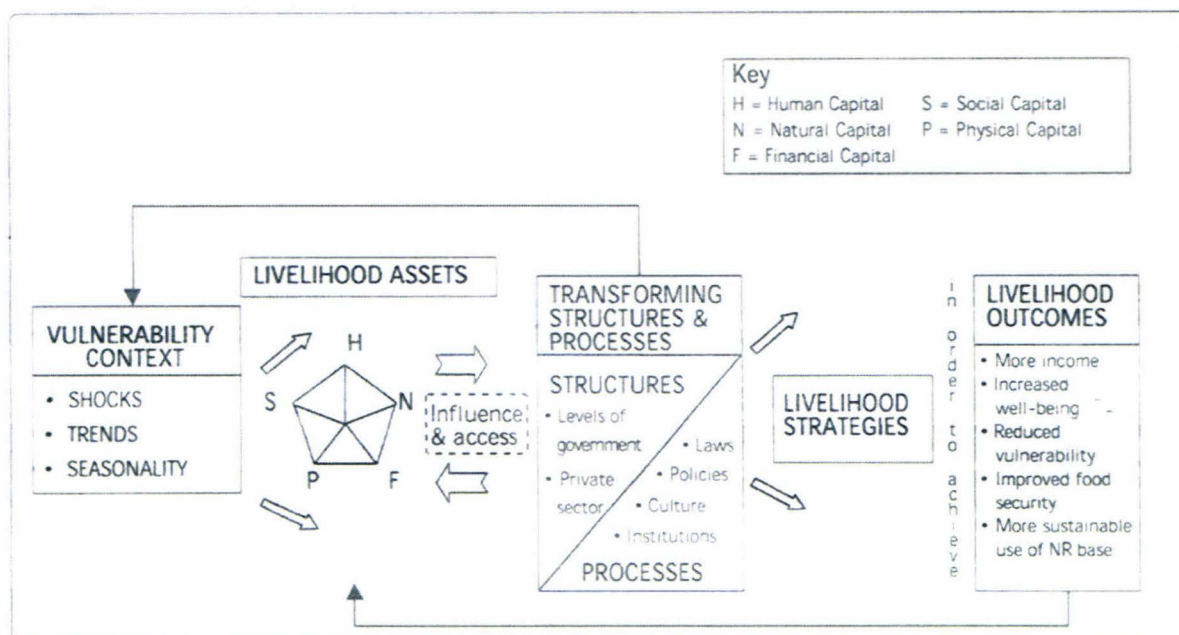 Key
H = Human Capital S = Social Capital
N = Natural Capital P = Physical Capital
F = Financial Capital
LIVELIHOOD ASSETS
VULNERABILITY
CONTEXT
• SHOCKS
• TRENDS
• SEASONALITY
H
S
N
P
F
Influence
& access
TRANSFORMING
STRUCTURES &
PROCESSES
STRUCTURES
• Levels of
government
• Private
sector
• Laws
• Policies
• Culture
• Institutions
PROCESSES
LIVELIHOOD
STRATEGIES
in order to achieve
LIVELIHOOD
OUTCOMES
• More income
• Increased
well-being
• Reduced
vulnerability
• Improved food
security
• More sustainable
use of NR base